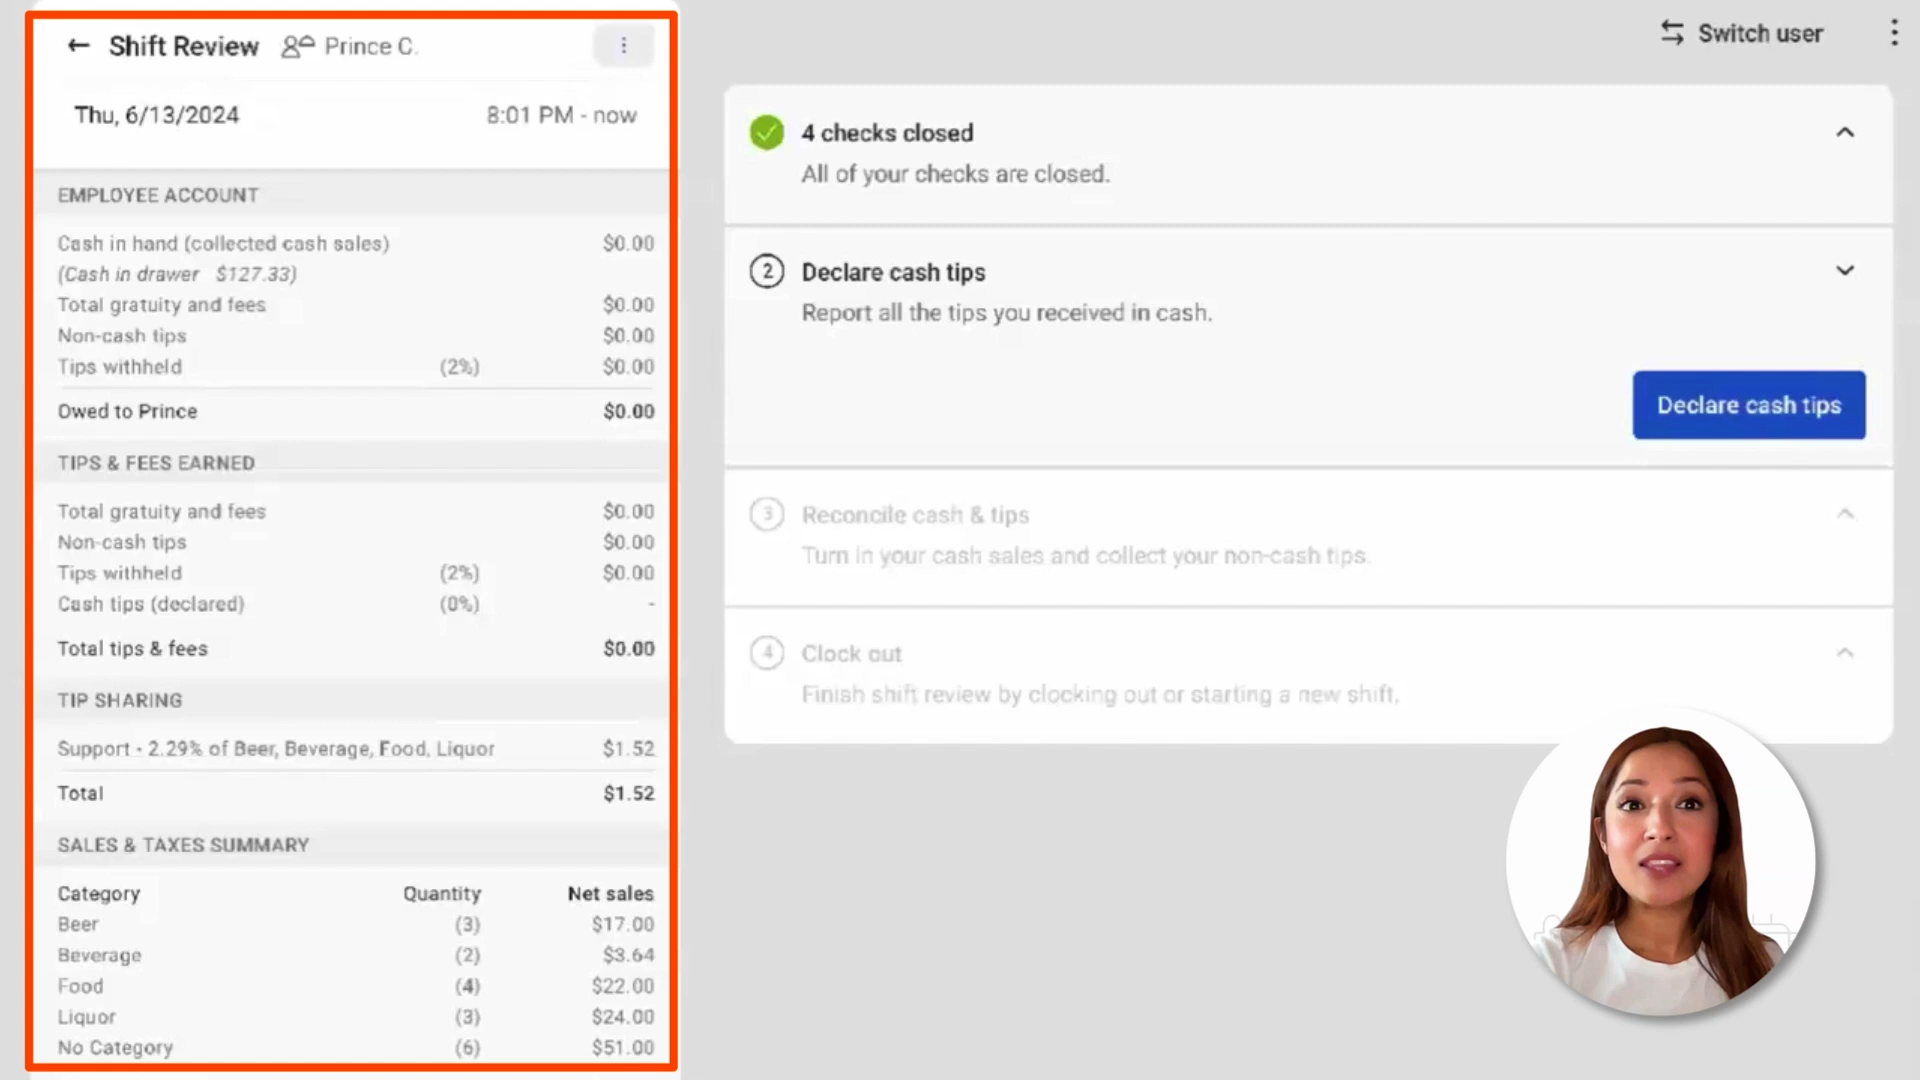 Shift Review Prince C.
Thu, 6/13/2024 8:01 PM - now
EMPLOYEE ACCOUNT
Cash in hand (collected cash sales) $0.00
(Cash in drawer $127.33)
Total gratuity and fees $0.00
Non-cash tips $0.00
Tips withheld (2%) $0.00
Owed to Prince $0.00
TIPS & FEES EARNED
Total gratuity and fees $0.00
Non-cash tips $0.00
Tips withheld (2%) $0.00
Cash tips (declared) (0%) -
Total tips & fees $0.00
TIP SHARING
Support - 2.29% of Beer, Beverage, Food, Liquor $1.52
Total $1.52
SALES & TAXES SUMMARY
Category Quantity Net sales
Beer (3) $17.00
Beverage (2) $3.64
Food (4) $22.00
Liquor (3) $24.00
No Category (6) $51.00
Switch user
4 checks closed
All of your checks are closed.
2 Declare cash tips
Report all the tips you received in cash.
Declare cash tips
3 Reconcile cash & tips
Turn in your cash sales and collect your non-cash tips.
4 Clock out
Finish shift review by clocking out or starting a new shift.